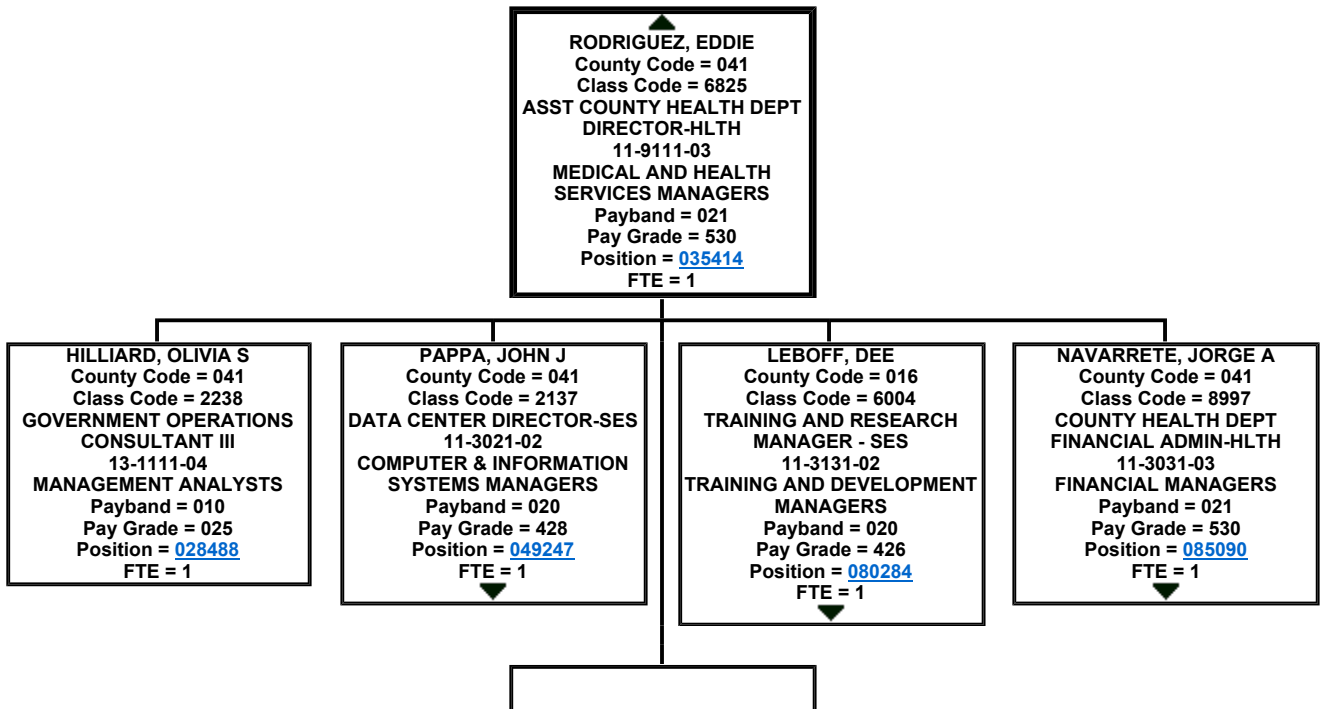 RODRIGUEZ, EDDIE
County Code = 041
Class Code = 6825
ASST COUNTY HEALTH DEPT
DIRECTOR-HLTH
11-9111-03
MEDICAL AND HEALTH
SERVICES MANAGERS
Payband = 021
Pay Grade = 530
Position = 035414
FTE = 1
HILLIARD, OLIVIA S
County Code = 041
Class Code = 2238
GOVERNMENT OPERATIONS
CONSULTANT III
13-1111-04
MANAGEMENT ANALYSTS
Payband = 010
Pay Grade = 025
Position = 028488
FTE = 1
PAPPA, JOHN J
County Code = 041
Class Code = 2137
DATA CENTER DIRECTOR-SES
11-3021-02
COMPUTER & INFORMATION
SYSTEMS MANAGERS
Payband = 020
Pay Grade = 428
Position = 049247
FTE = 1
LEBOFF, DEE
County Code = 016
Class Code = 6004
TRAINING AND RESEARCH
MANAGER - SES
11-3131-02
TRAINING AND DEVELOPMENT
MANAGERS
Payband = 020
Pay Grade = 426
Position = 080284
FTE = 1
NAVARRETE, JORGE A
County Code = 041
Class Code = 8997
COUNTY HEALTH DEPT
FINANCIAL ADMIN-HLTH
11-3031-03
FINANCIAL MANAGERS
Payband = 021
Pay Grade = 530
Position = 085090
FTE = 1